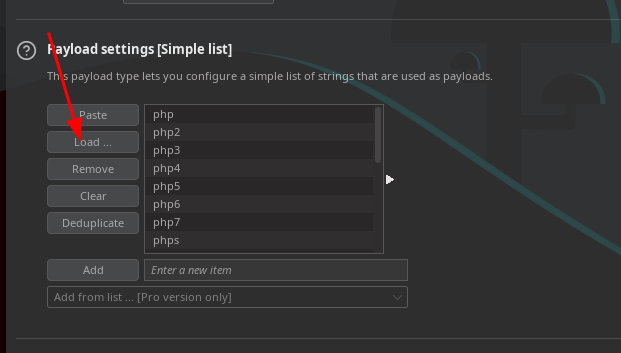 ?
Payload settings [Simple list]
This payload type lets you configure a simple list of strings that are used as payloads.
Paste
Load ...
Remove
Clear
Deduplicate
php
php2
php3
php4
php5
php6
php7
phps
Add
Enter a new item
Add from list ... [Pro version only]